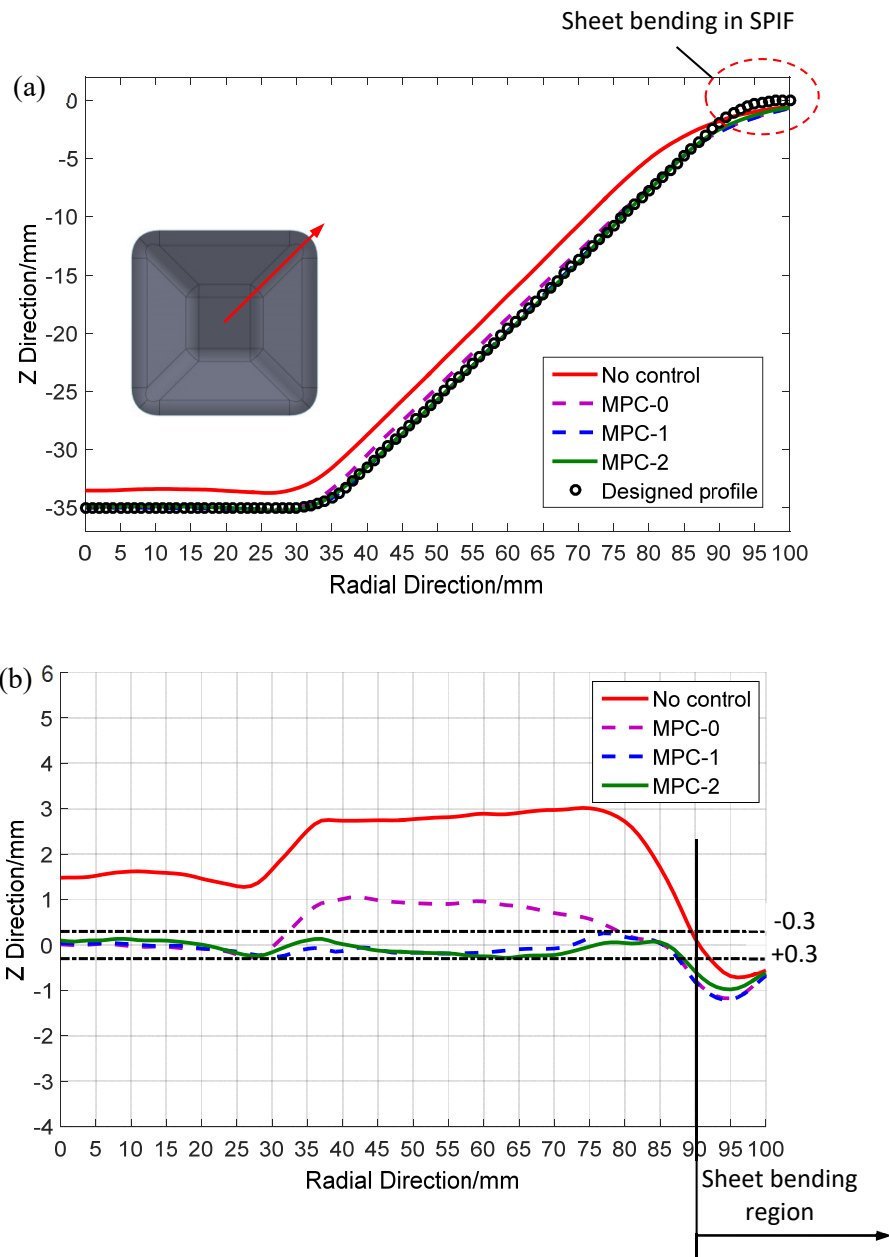 Sheet bending in SPIF
(a)
0
-5
-10
-15
-20
-25
-30
-35
Z Direction/mm
No control
MPC-0
MPC-1
MPC-2
Designed profile
0 5 10 15 20 25 30 35 40 45 50 55 60 65 70 75 80 85 90 95 100
Radial Direction/mm
(b)
6
5
4
3
2
1
0
-1
-2
-3
-4
Z Direction/mm
No control
MPC-0
MPC-1
MPC-2
-0.3
+0.3
0 5 10 15 20 25 30 35 40 45 50 55 60 65 70 75 80 85 90 95 100
Radial Direction/mm
Sheet bending
region